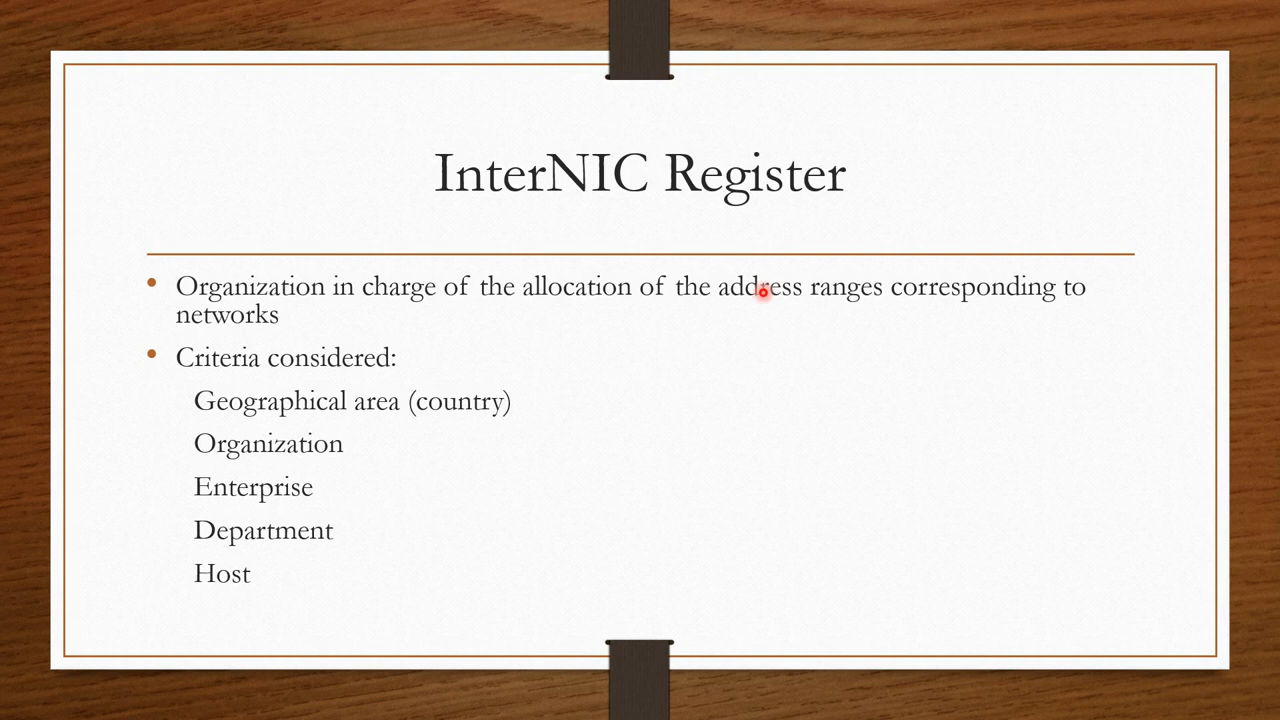 InterNIC Register
• Organization in charge of the allocation of the address ranges corresponding to
networks
• Criteria considered:
Geographical area (country)
Organization
Enterprise
Department
Host